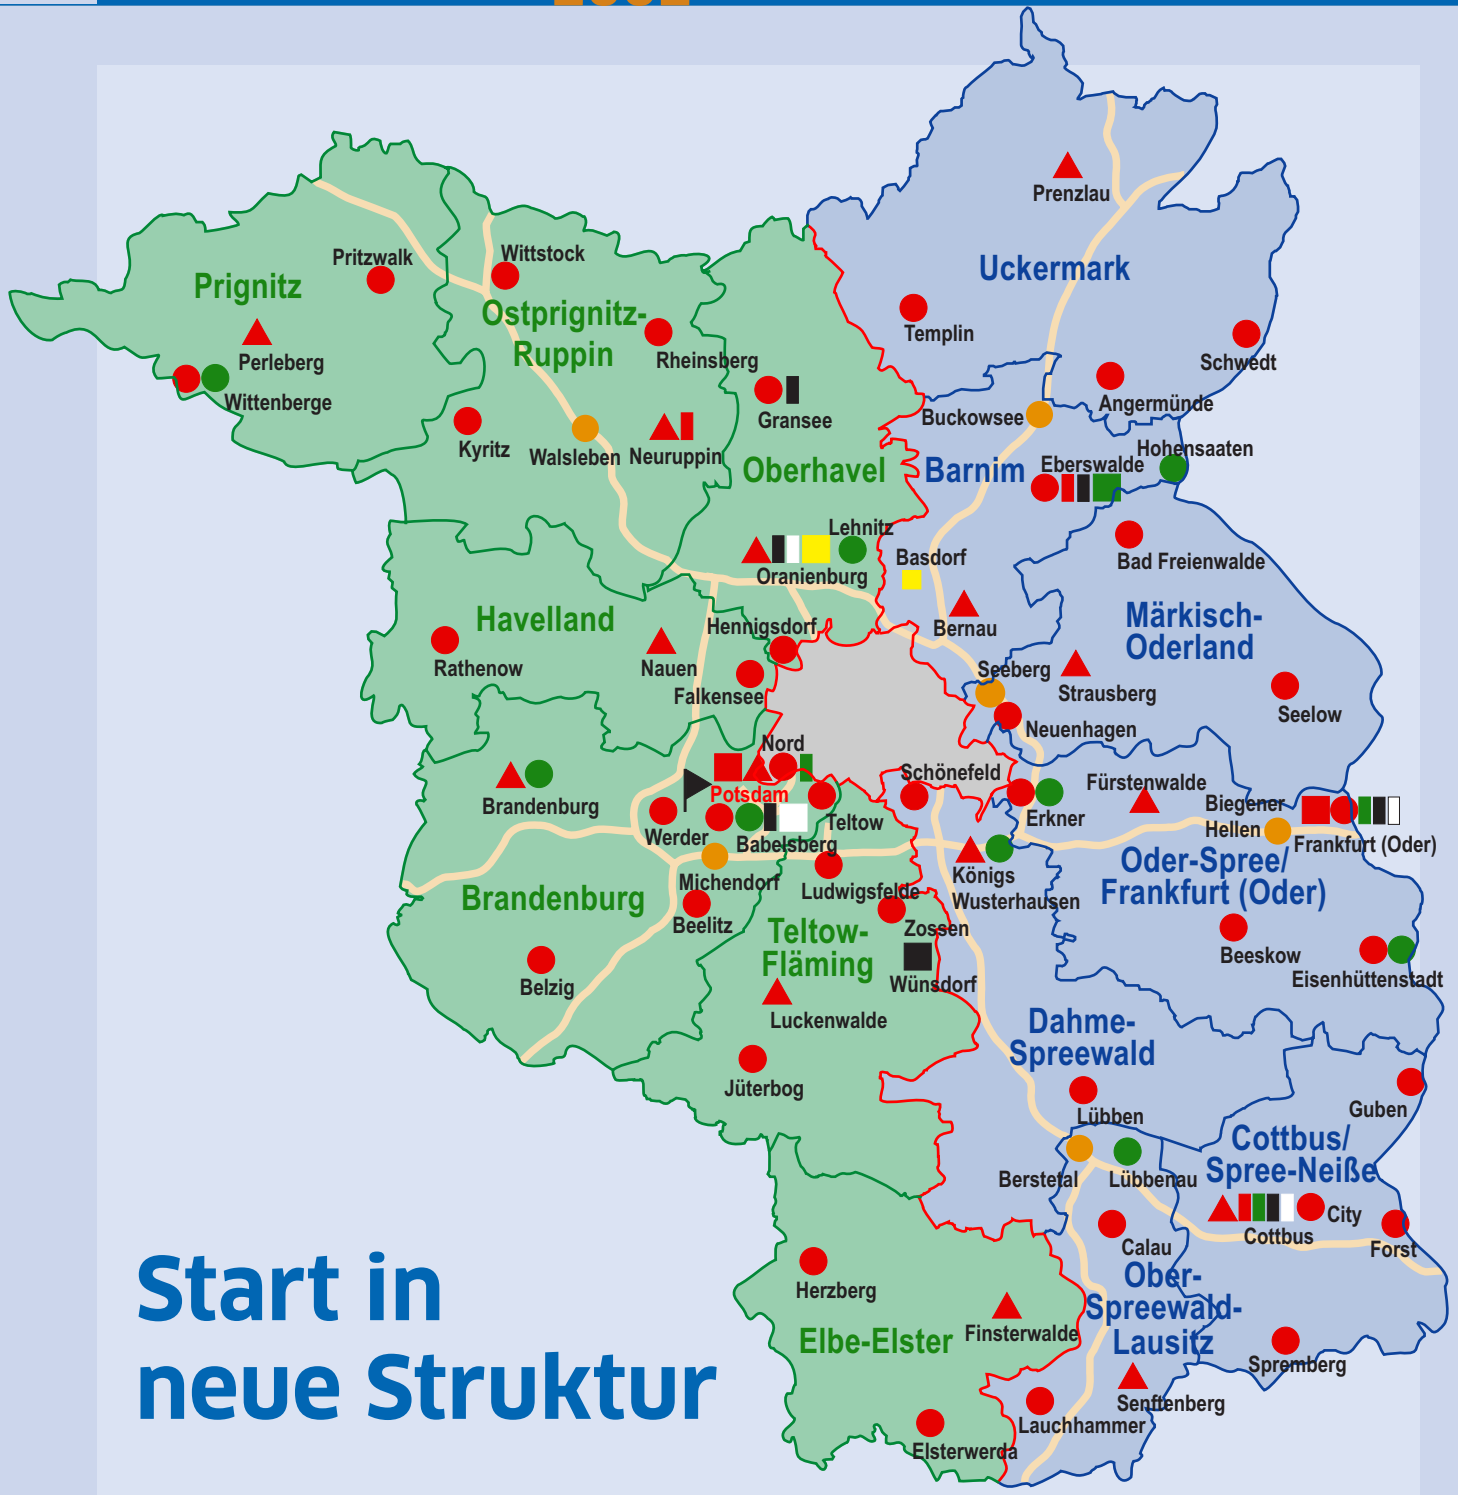 Prenzlau
Uckermark
Templin
Schwedt
Angermünde
Buckowsee
Pritzwalk
Wittstock
Prignitz
Ostprignitz-
Ruppin
Perleberg
Rheinsberg
Wittenberge
Gransee
Kyritz
Walsleben
Neuruppin
Oberhavel
Barnim
Hohensaaten
Eberswalde
Lehnitz
Oranienburg
Basdorf
Bad Freienwalde
Bernau
Märkisch-
Oderland
Havelland
Hennigsdorf
Rathenow
Nauen
Falkensee
Seeberg
Strausberg
Seelow
Neuenhagen
Nord
Schönefeld
Fürstenwalde
Brandenburg
Potsdam
Werder
Teltow
Babelsberg
Erkner
Biegener
Hellen
Frankfurt (Oder)
Oder-Spree/
Frankfurt (Oder)
Michendorf
Ludwigsfelde
Königs
Wusterhausen
Brandenburg
Beelitz
Zossen
Teltow-
Fläming
Wünsdorf
Beeskow
Eisenhüttenstadt
Belzig
Luckenwalde
Dahme-
Spreewald
Jüterbog
Lübben
Guben
Cottbus/
Spree-Neiße
Berstetal
Lübbenau
City
Cottbus
Forst
Calau
Ober-
Spreewald-
Lausitz
Herzberg
Finsterwalde
Elbe-Elster
Spremberg
Senftenberg
Lauchhammer
Elsterwerda
Start in
neue Struktur